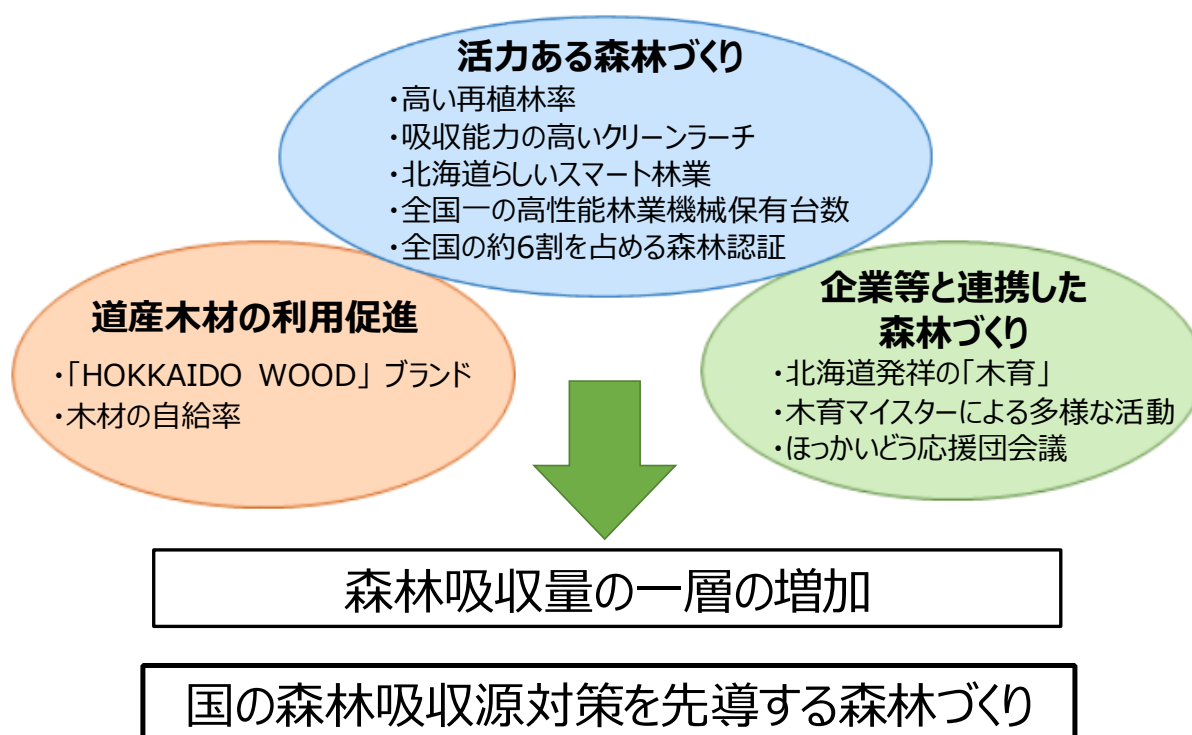 活力ある森林づくり
・高い再植林率
・吸収能力の高いクリーンラーチ
・北海道らしいスマート林業
・全国一の高性能林業機械保有台数
・全国の約6割を占める森林認証
道産木材の利用促進
・「HOKKAIDO WOOD」 ブランド
・木材の自給率
企業等と連携した
森林づくり
・北海道発祥の「木育」
・木育マイスターによる多様な活動
・ほっかいどう応援団会議
森林吸収量の一層の増加
国の森林吸収源対策を先導する森林づくり